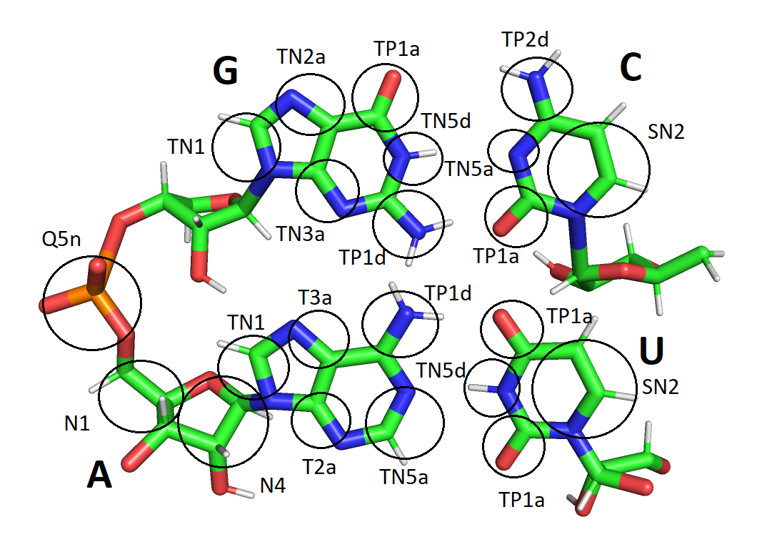 G
TN2a
TP1a
TN5d
TN1
TN3a
TP1d
TP2d
C
SN2
TN5a
TP1a
Q5n
TN1
T3a
TP1d
TN5d
N1
A
N4
T2a
TN5a
TP1a
U
SN2
TP1a